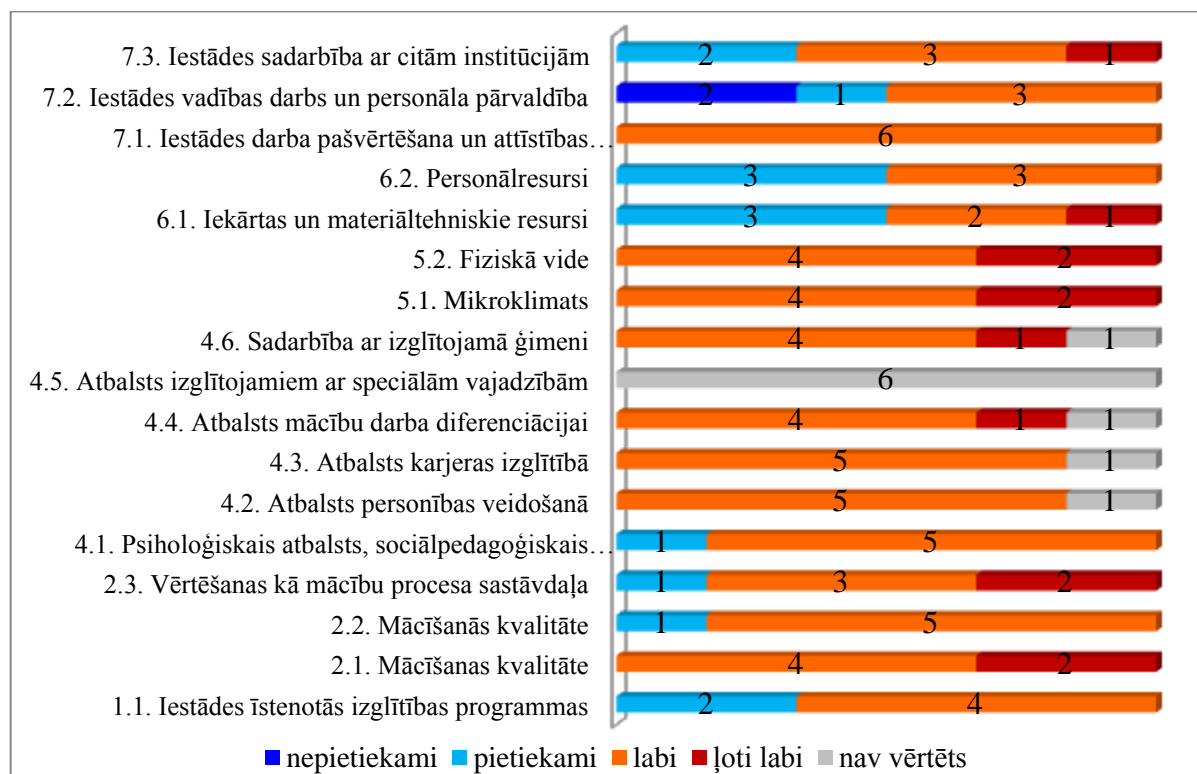 7.3. Iestādes sadarbība ar citām institūcijām 2 3 1
7.2. Iestādes vadības darbs un personāla pārvaldība 2 1 3
7.1. Iestādes darba pašvērtēšana un attīstības… 6
6.2. Personālresursi 3 3
6.1. Iekārtas un materiāltehniskie resursi 3 2 1
5.2. Fiziskā vide 4 2
5.1. Mikroklimats 4 2
4.6. Sadarbība ar izglītojamā ģimeni 4 1 1
4.5. Atbalsts izglītojamiem ar speciālām vajadzībām 6
4.4. Atbalsts mācību darba diferenciācijai 4 1 1
4.3. Atbalsts karjeras izglītībā 5 1
4.2. Atbalsts personības veidošanā 5 1
4.1. Psiholoģiskais atbalsts, sociālpedagoģiskais… 1 5
2.3. Vērtēšanas kā mācību procesa sastāvdaļa 1 3 2
2.2. Mācīšanās kvalitāte 1 5
2.1. Mācīšanas kvalitāte 4 2
1.1. Iestādes īstenotās izglītības programmas 2 4
nepietiekami pietiekami labi ļoti labi nav vērtēts